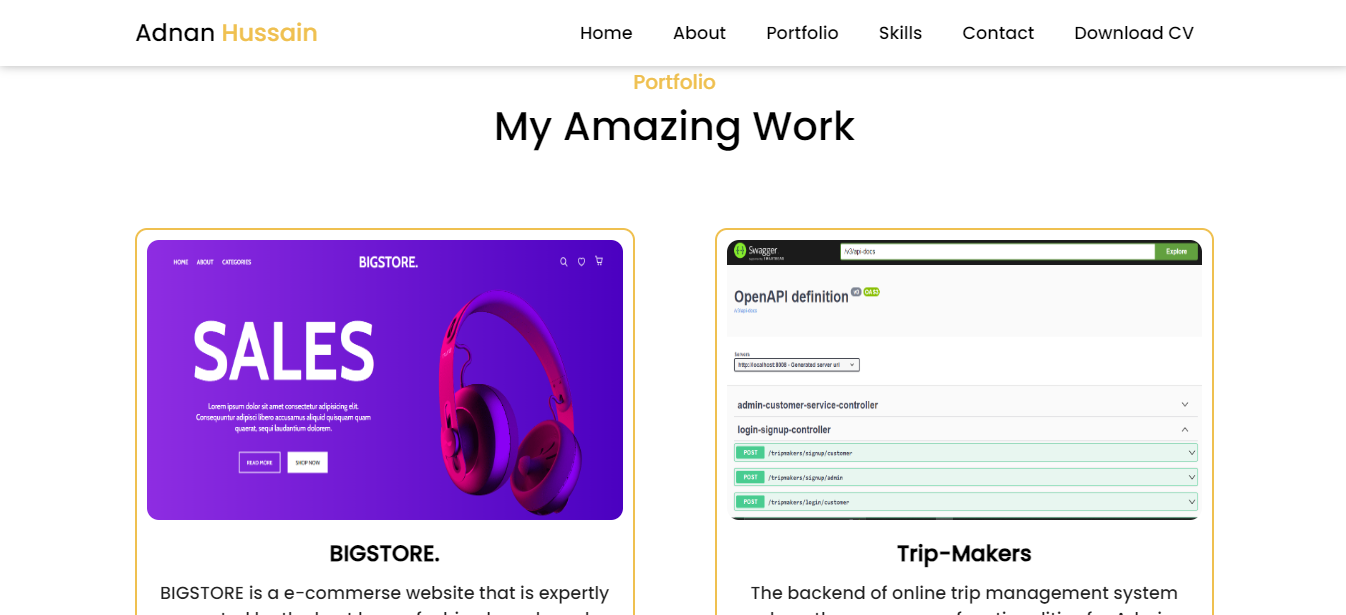 Adnan Hussain
Home About Portfolio Skills Contact Download CV
Portfolio
My Amazing Work
HOME ABOUT CATEGORIES BIGSTORE.
SALES
Lorem ipsum dolor sit amet consectetur adipisicing elit.
Consequuntur adipisci libero accusamus aliquid quisquam quam
quaerat, sequi laudantium dolorem.
READ MORE SHOP NOW
BIGSTORE.
BIGSTORE is a e-commerse website that is expertly
Swagger /v3/api-docs Explore
OpenAPI definition v0 OAS3
/v3/api-docs
Servers
http://localhost:8088 - Generated server url
admin-customer-service-controller
login-signup-controller
POST /tripmakers/signup/customer
POST /tripmakers/signup/admin
POST /tripmakers/login/customer
Trip-Makers
The backend of online trip management system